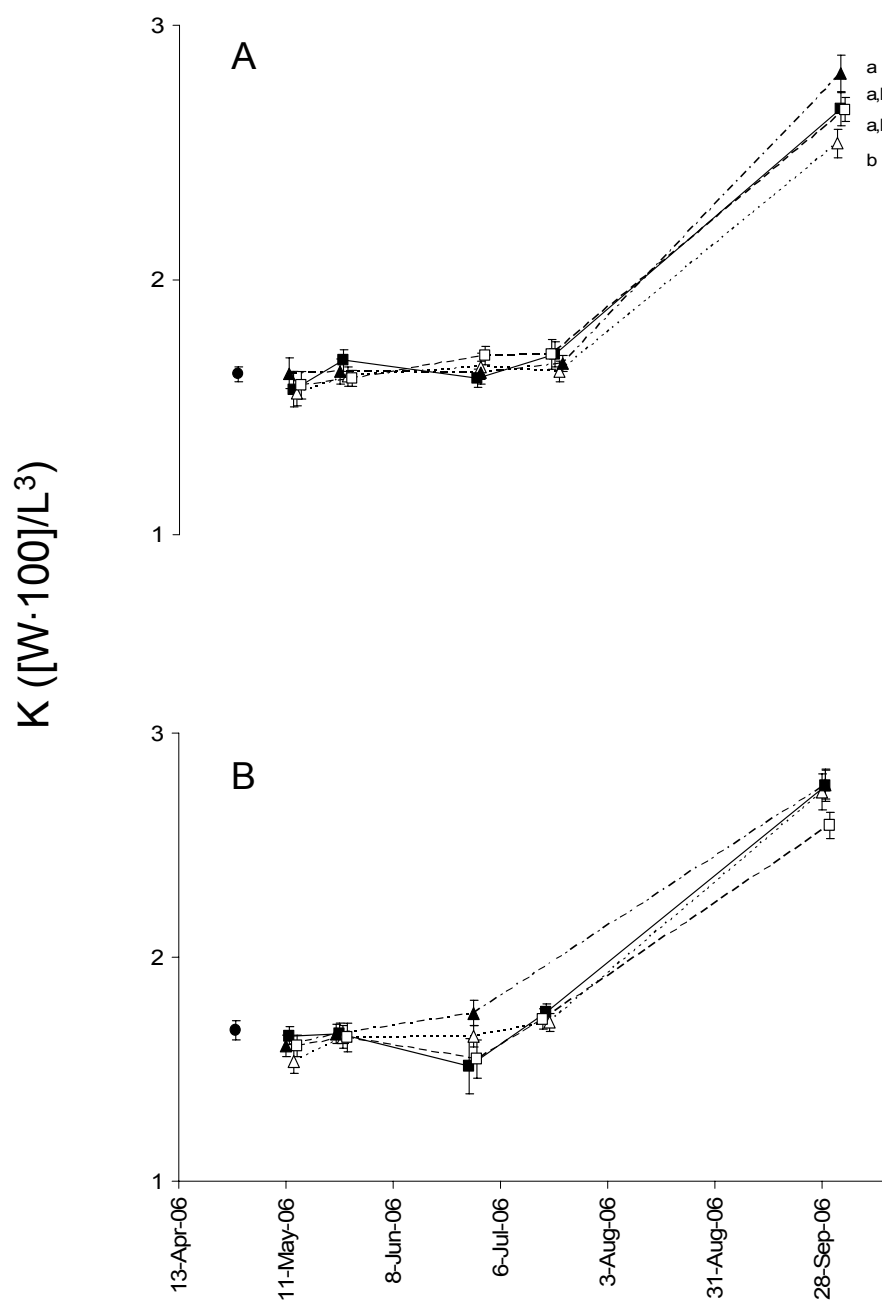 3
A
a
a,
a,
b
2
1
K ([W·100]/L³)
3
B
2
1
13-Apr-06
11-May-06
8-Jun-06
6-Jul-06
3-Aug-06
31-Aug-06
28-Sep-06